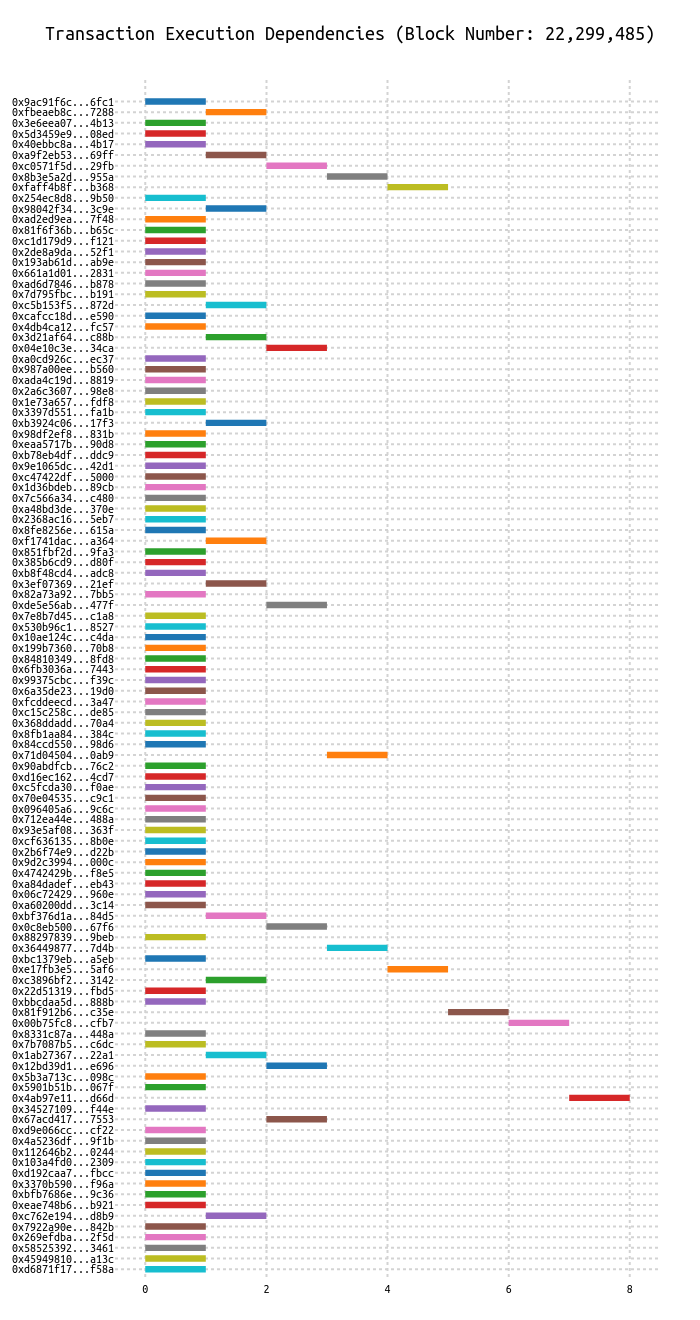 Transaction Execution Dependencies (Block Number: 22,299,485)
0x9ac91f6c...6fc1
0xfbeaeb8c...7288
0x3e6eea07...4b13
0x5d3459e9...08ed
0x40ebbc8a...4b17
0xa9f2eb53...69ff
0xc0571f5d...29fb
0x8b3e5a2d...955a
0xfaff4b8f...b368
0x254ec8d8...9b50
0x98042f34...3c9e
0xad2ed9ea...7f48
0x81f6f36b...b65c
0xc1d179d9...f121
0x2de8a9da...52f1
0x193ab61d...ab9e
0x661a1d01...2831
0xad6d7846...b878
0x7d795fbc...b191
0xc5b153f5...872d
0xcafcc18d...e590
0x4db4ca12...fc57
0x3d21af64...c88b
0x04e10c3e...34ca
0xa0cd926c...ec37
0x987a00ee...b560
0xada4c19d...8819
0x2a6c3607...98e8
0x1e73a657...fdf8
0x3397d551...fa1b
0xb3924c06...17f3
0x98df2ef8...831b
0xeaa5717b...90d8
0xb78eb4df...ddc9
0x9e1065dc...42d1
0xc47422df...5000
0x1d36bdeb...89cb
0x7c566a34...c480
0xa48bd3de...370e
0x2368ac16...5eb7
0x8fe8256e...615a
0xf1741dac...a364
0x851fbf2d...9fa3
0x385b6cd9...d80f
0xb8f48cd4...adc8
0x3ef07369...21ef
0x82a73a92...7bb5
0xde5e56ab...477f
0x7e8b7d45...c1a8
0x530b96c1...8527
0x10ae124c...c4da
0x199b7360...70b8
0x84810349...8fd8
0x6fb3036a...7443
0x99375cbc...f39c
0x6a35de23...19d0
0xfcddeecd...3a47
0xc15c258c...de85
0x368ddadd...70a4
0x8fb1aa84...384c
0x84ccd550...98d6
0x71d04504...0ab9
0x90abdfcb...76c2
0xd16ec162...4cd7
0xc5fcda30...f0ae
0x70e04535...c9c1
0x096405a6...9c6c
0x712ea44e...488a
0x93e5af08...363f
0xcf636135...8b0e
0x2b6f74e9...d22b
0x9d2c3994...000c
0x4742429b...f8e5
0xa84dadef...eb43
0x06c72429...960e
0xa60200dd...3c14
0xbf376d1a...84d5
0x0c8eb500...67f6
0x88297839...9beb
0x36449877...7d4b
0xbc1379eb...a5eb
0xe17fb3e5...5af6
0xc3896bf2...3142
0x22d51319...fbd5
0xbbcdaa5d...888b
0x81f912b6...c35e
0x00b75fc8...cfb7
0x8331c87a...448a
0x7b7087b5...c6dc
0x1ab27367...22a1
0x12bd39d1...e696
0x5b3a713c...098c
0x5901b51b...067f
0x4ab97e11...d66d
0x34527109...f44e
0x67acd417...7553
0xd9e066cc...cf22
0x4a5236df...9f1b
0x112646b2...0244
0x103a4fd0...2309
0xd192caa7...fbcc
0x3370b590...f96a
0xbfb7686e...9c36
0xeae748b6...b921
0xc762e194...d8b9
0x7922a90e...842b
0x269efdba...2f5d
0x58525392...3461
0x45949810...a13c
0xd6871f17...f58a
0 2 4 6 8